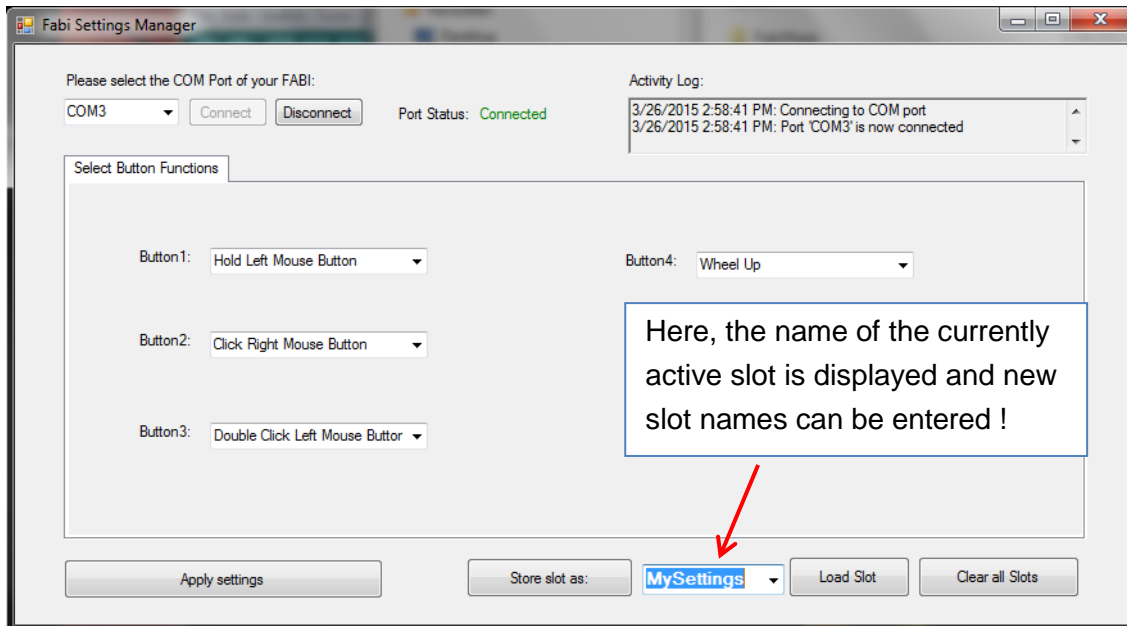 Fabi Settings Manager
Please select the COM Port of your FABI:
Activity Log:
COM3
Connect
Disconnect
Port Status: Connected
3/26/2015 2:58:41 PM: Connecting to COM port
3/26/2015 2:58:41 PM: Port 'COM3' is now connected
Select Button Functions
Button1:
Hold Left Mouse Button
Button4:
Wheel Up
Button2:
Click Right Mouse Button
Button3:
Double Click Left Mouse Buttor
Here, the name of the currently
active slot is displayed and new
slot names can be entered !
Apply settings
Store slot as:
MySettings
Load Slot
Clear all Slots